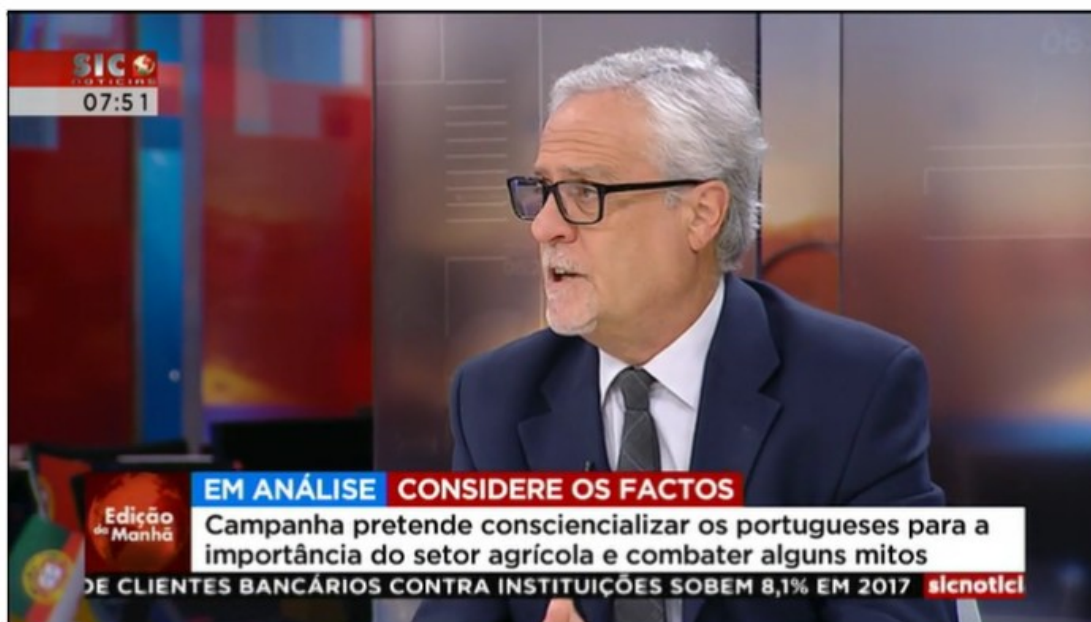 SIC
NOTÍCIAS
07:51
EM ANÁLISE CONSIDERE OS FACTOS
Edição
da Manhã
Campanha pretende consciencializar os portugueses para a
importância do setor agrícola e combater alguns mitos
DE CLIENTES BANCÁRIOS CONTRA INSTITUIÇÕES SOBEM 8,1% EM 2017 sicnotici